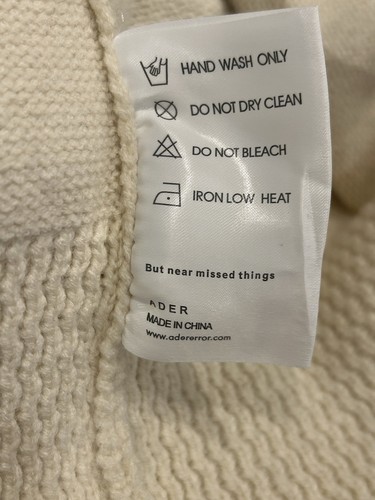 HAND WASH ONLY
DO NOT DRY CLEAN
DO NOT BLEACH
IRON LOW HEAT
But near missed things
ADER
MADE IN CHINA
www.adererror.com